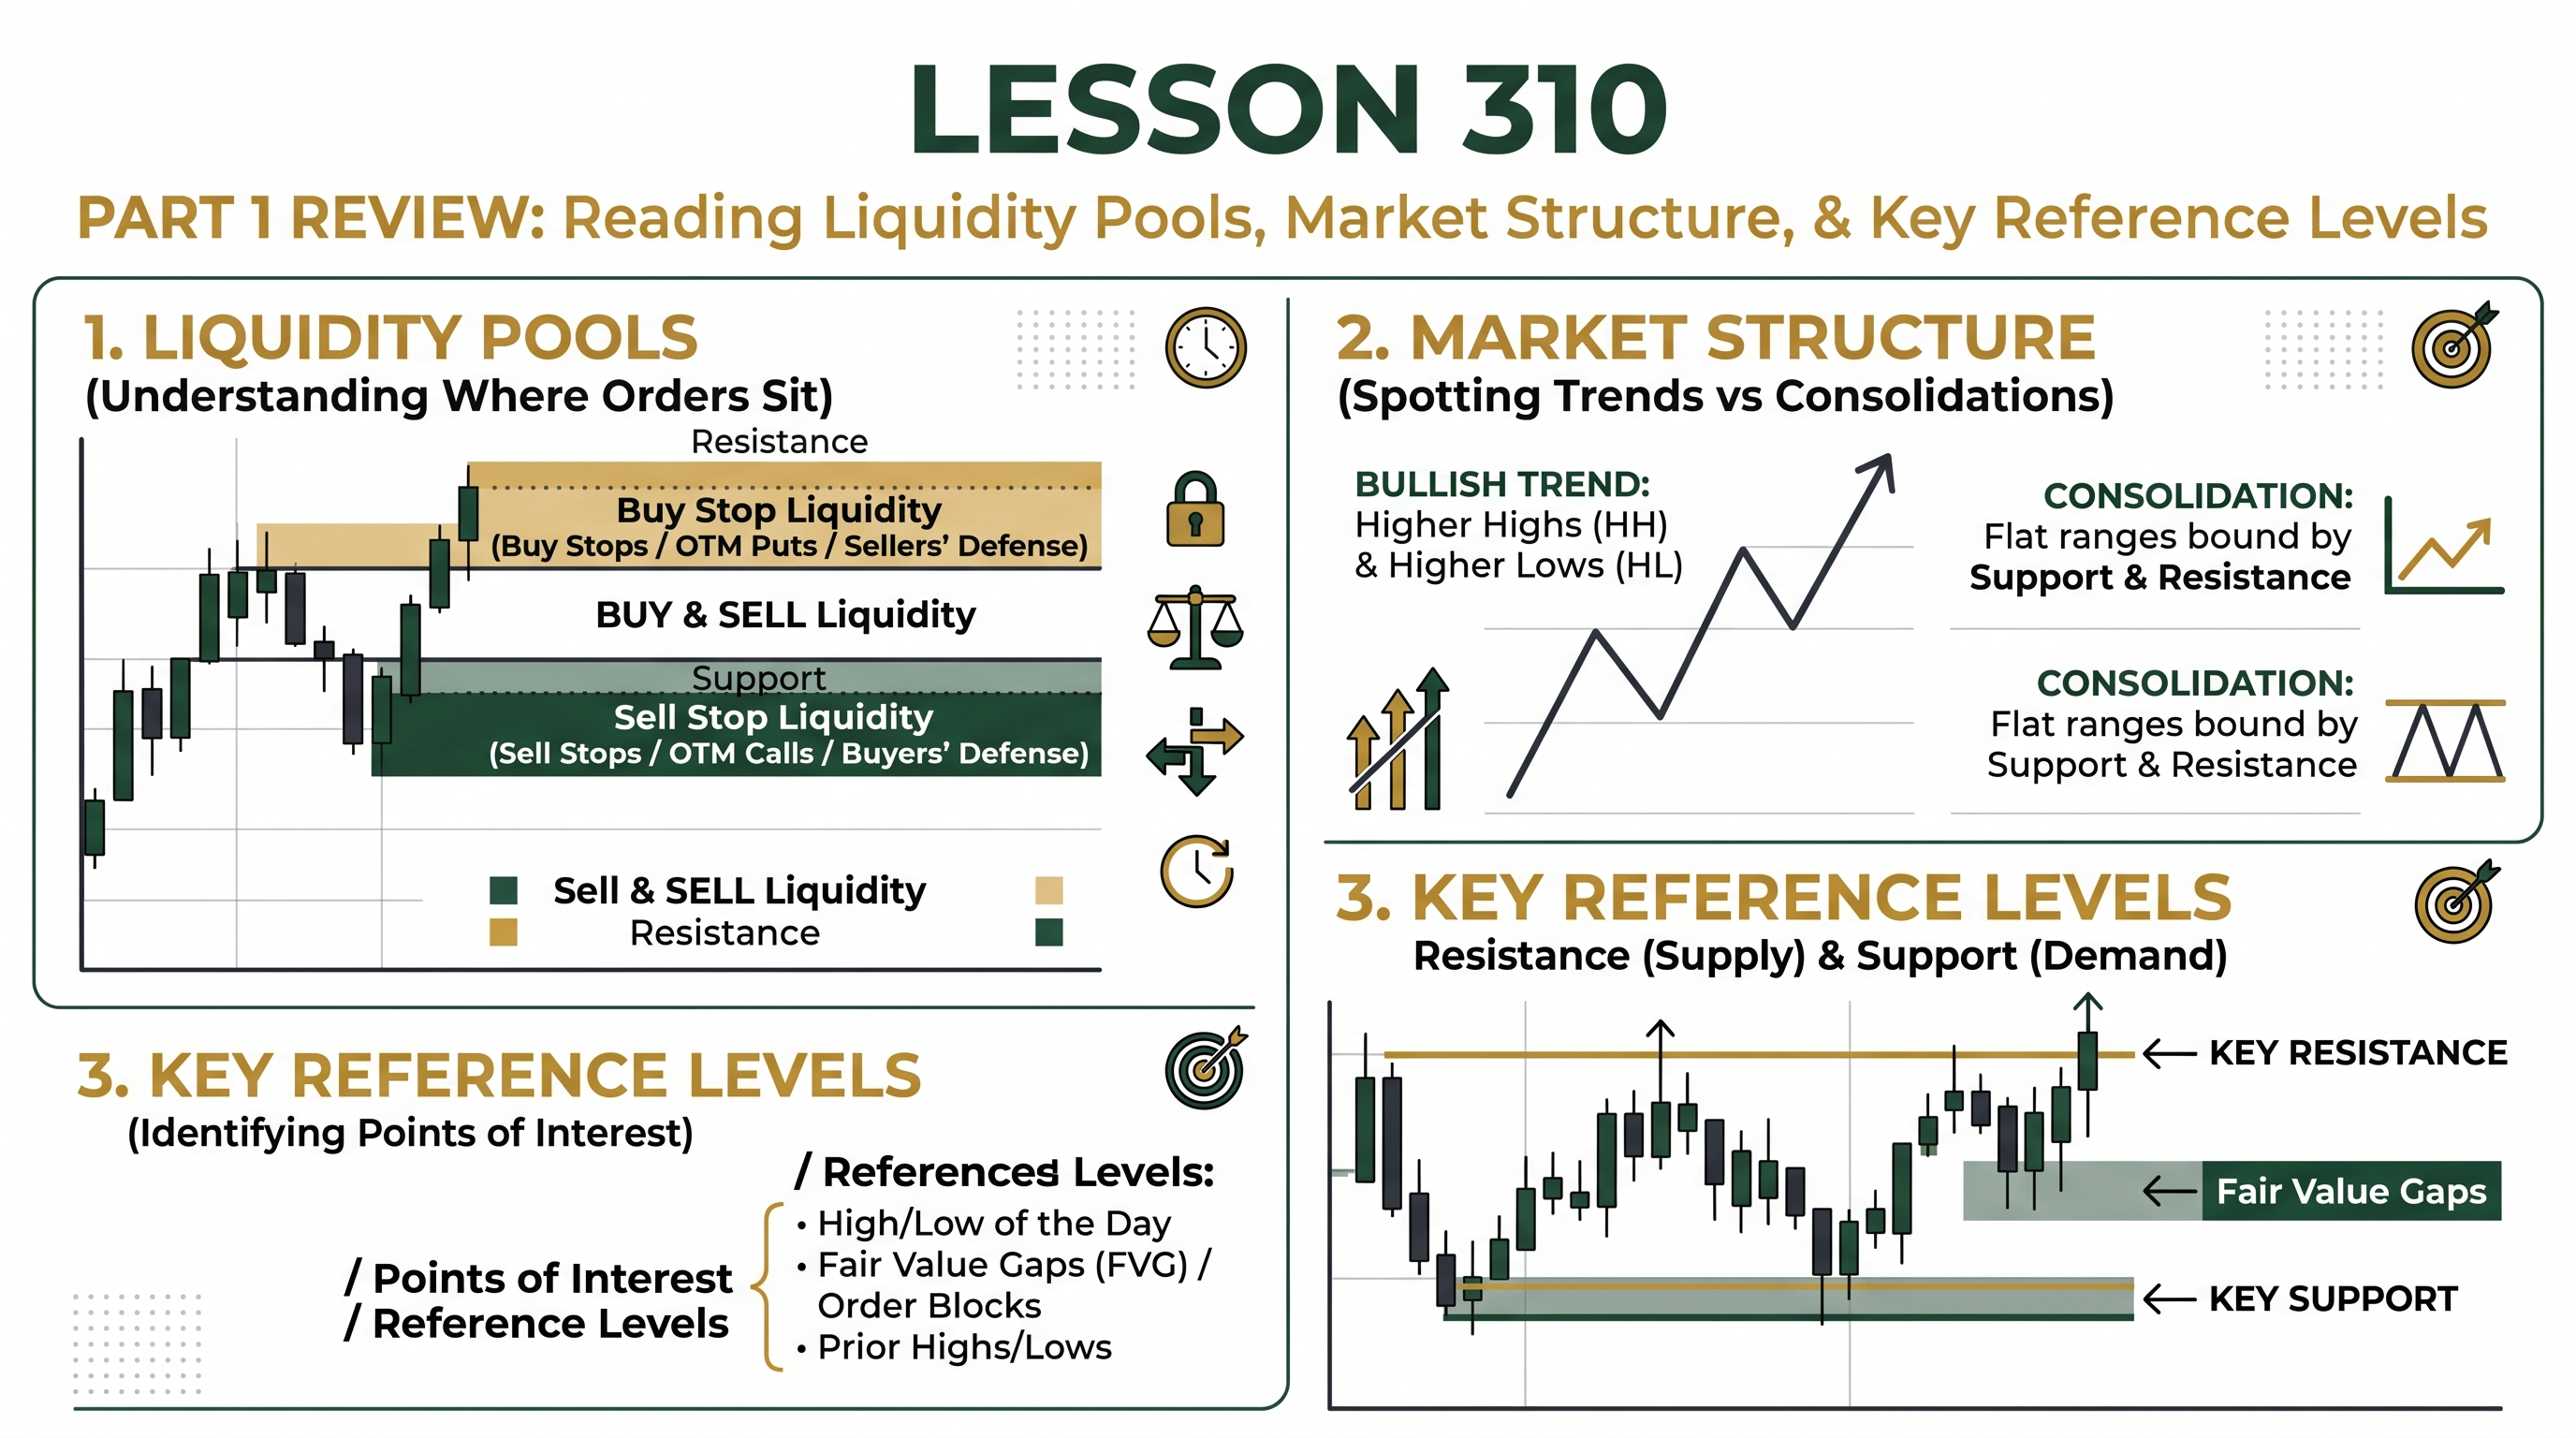 LESSON 310
PART 1 REVIEW: Reading Liquidity Pools, Market Structure, & Key Reference Levels
1. LIQUIDITY POOLS
(Understanding Where Orders Sit)
Resistance
Buy Stop Liquidity
(Buy Stops / OTM Puts / Sellers' Defense)
BUY & SELL Liquidity
Support
Sell Stop Liquidity
(Sell Stops / OTM Calls / Buyers' Defense)
Sell & SELL Liquidity
Resistance
2. MARKET STRUCTURE
(Spotting Trends vs Consolidations)
BULLISH TREND:
Higher Highs (HH)
& Higher Lows (HL)
CONSOLIDATION:
Flat ranges bound by
Support & Resistance
CONSOLIDATION:
Flat ranges bound by
Support & Resistance
3. KEY REFERENCE LEVELS
(Identifying Points of Interest)
/ Points of Interest
/ Reference Levels
/ References Levels:
• High/Low of the Day
• Fair Value Gaps (FVG) /
Order Blocks
• Prior Highs/Lows
3. KEY REFERENCE LEVELS
Resistance (Supply) & Support (Demand)
KEY RESISTANCE
Fair Value Gaps
KEY SUPPORT